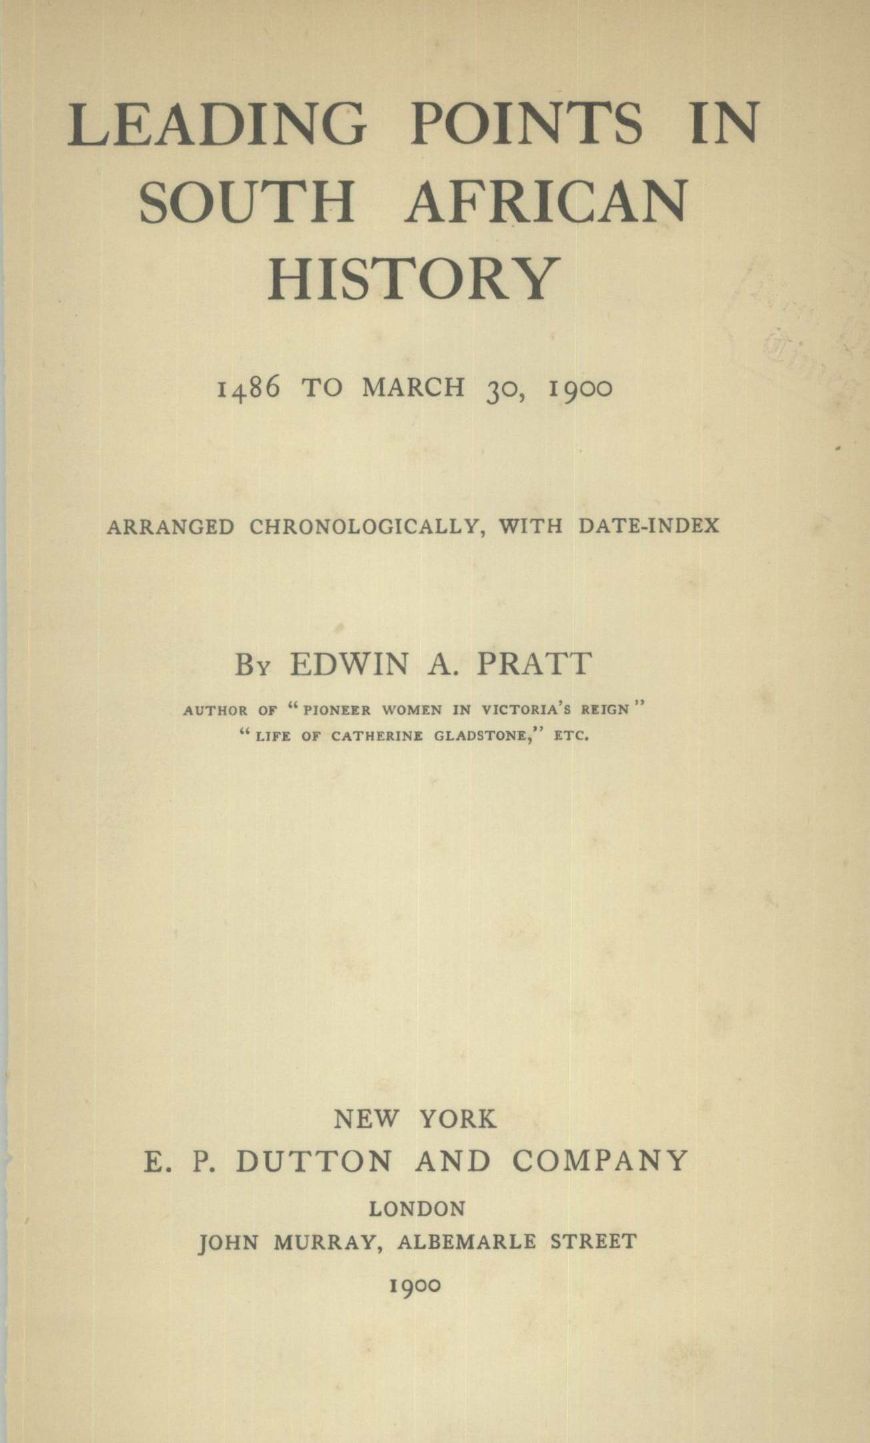 LEADING POINTS IN
SOUTH AFRICAN
HISTORY
1486 TO MARCH 30, 1900
ARRANGED CHRONOLOGICALLY, WITH DATE-INDEX
By EDWIN A. PRATT
AUTHOR OF “PIONEER WOMEN IN VICTORIA'S REIGN”
“LIFE OF CATHERINE GLADSTONE,” ETC.
NEW YORK
E. P. DUTTON AND COMPANY
LONDON
JOHN MURRAY, ALBEMARLE STREET
1900